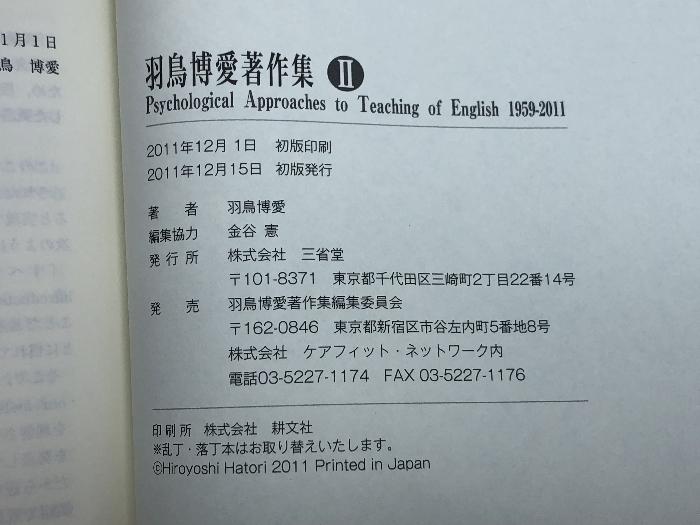 1月1日
鳥 博愛
羽鳥博愛著作集 Ⅱ
Psychological Approaches to Teaching of English 1959-2011
2011年12月 1日 初版印刷
2011年12月15日 初版発行
著 者 羽鳥博愛
編集協力 金谷 憲
発行所 株式会社 三省堂
〒101-8371 東京都千代田区三崎町2丁目22番14号
発 売 羽鳥博愛著作集編集委員会
〒162-0846 東京都新宿区市谷左内町5番地8号
株式会社 ケアフィット・ネットワーク内
電話03-5227-1174 FAX 03-5227-1176
印刷所 株式会社 耕文社
※乱丁・落丁本はお取り替えいたします。
©Hiroyoshi Hatori 2011 Printed in Japan